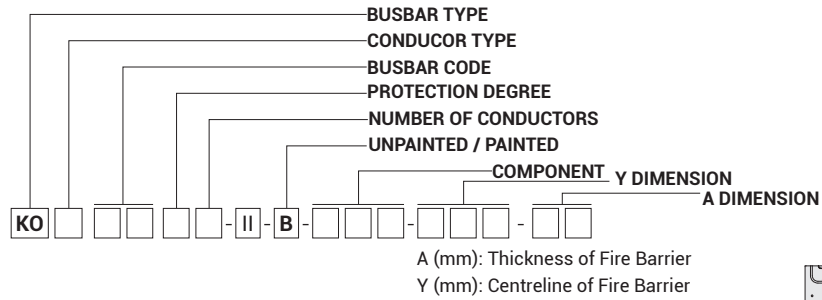 BUSBAR TYPE
CONDUCOR TYPE
BUSBAR CODE
PROTECTION DEGREE
NUMBER OF CONDUCTORS
UNPAINTED / PAINTED
COMPONENT Y DIMENSION
A DIMENSION
KO - II - B - - -
A (mm): Thickness of Fire Barrier
Y (mm): Centreline of Fire Barrier